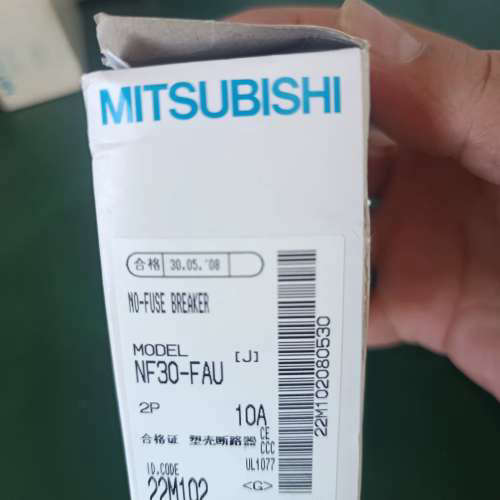 MITSUBISHI
合格 30.05.'08
NO-FUSE BREAKER
MODEL [J]
NF30-FAU
2P 10A
合格证 塑壳断路器 CE
CCC
ID.CODE UL1077
22M102 <G>
22M102080530